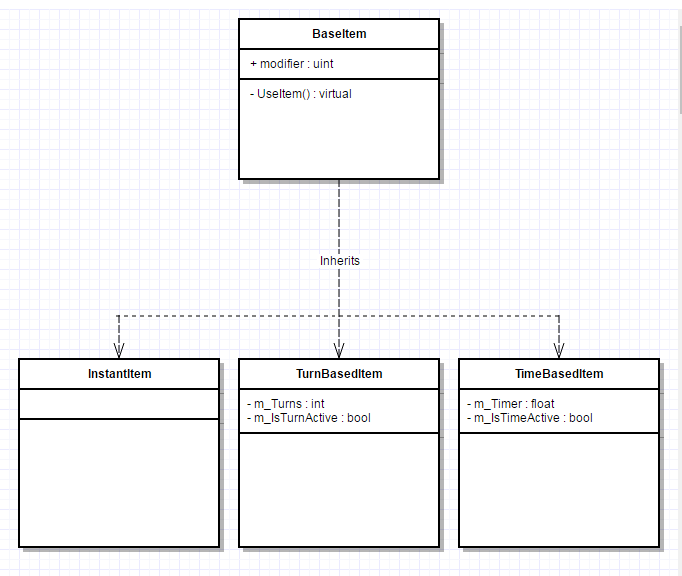 BaseItem
+ modifier : uint
- UseItem() : virtual
Inherits
InstantItem
TurnBasedItem
- m_Turns : int
- m_IsTurnActive : bool
TimeBasedItem
- m_Timer : float
- m_IsTimeActive : bool